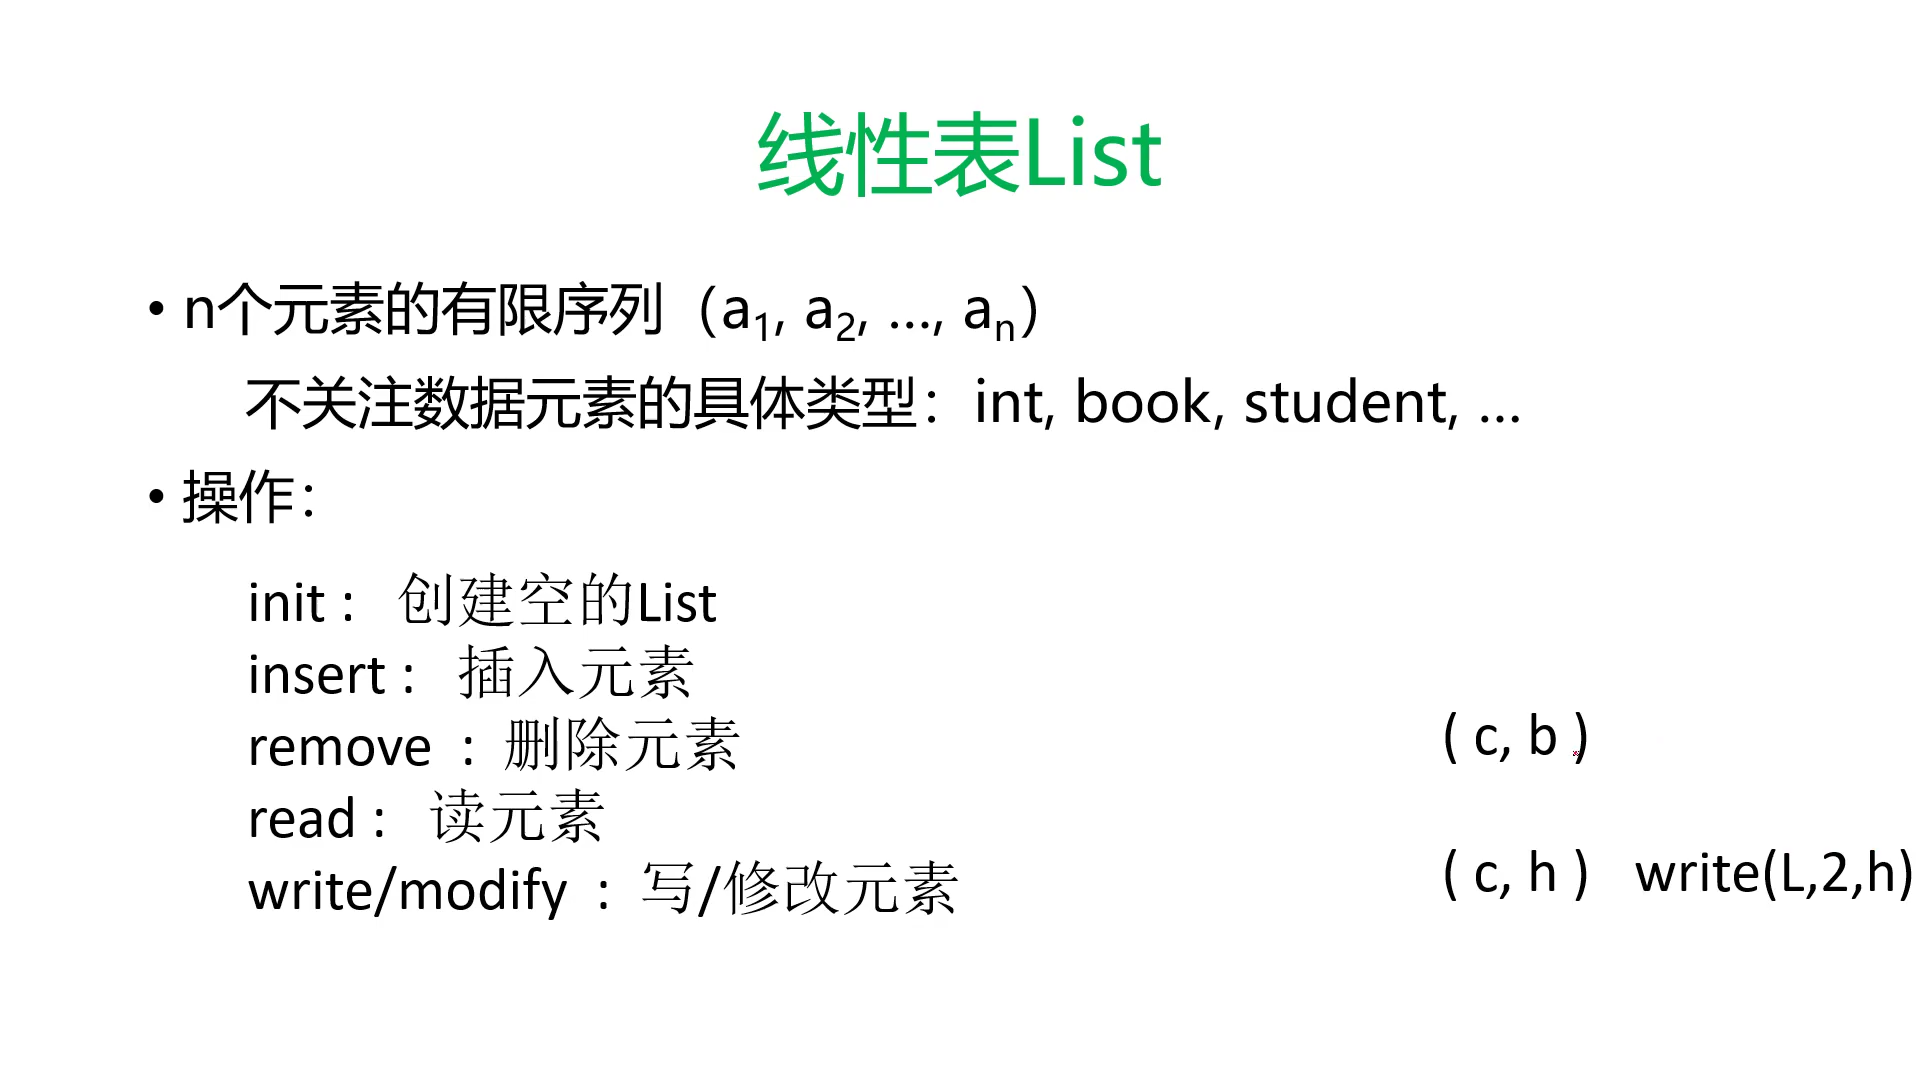 线性表List
• n个元素的有限序列（a₁, a₂, …, aₙ）
不关注数据元素的具体类型：int, book, student, …
• 操作：
init： 创建空的List
insert： 插入元素
remove ：删除元素
( c, b )
read： 读元素
( c, h ) write(L,2,h)
write/modify ：写/修改元素